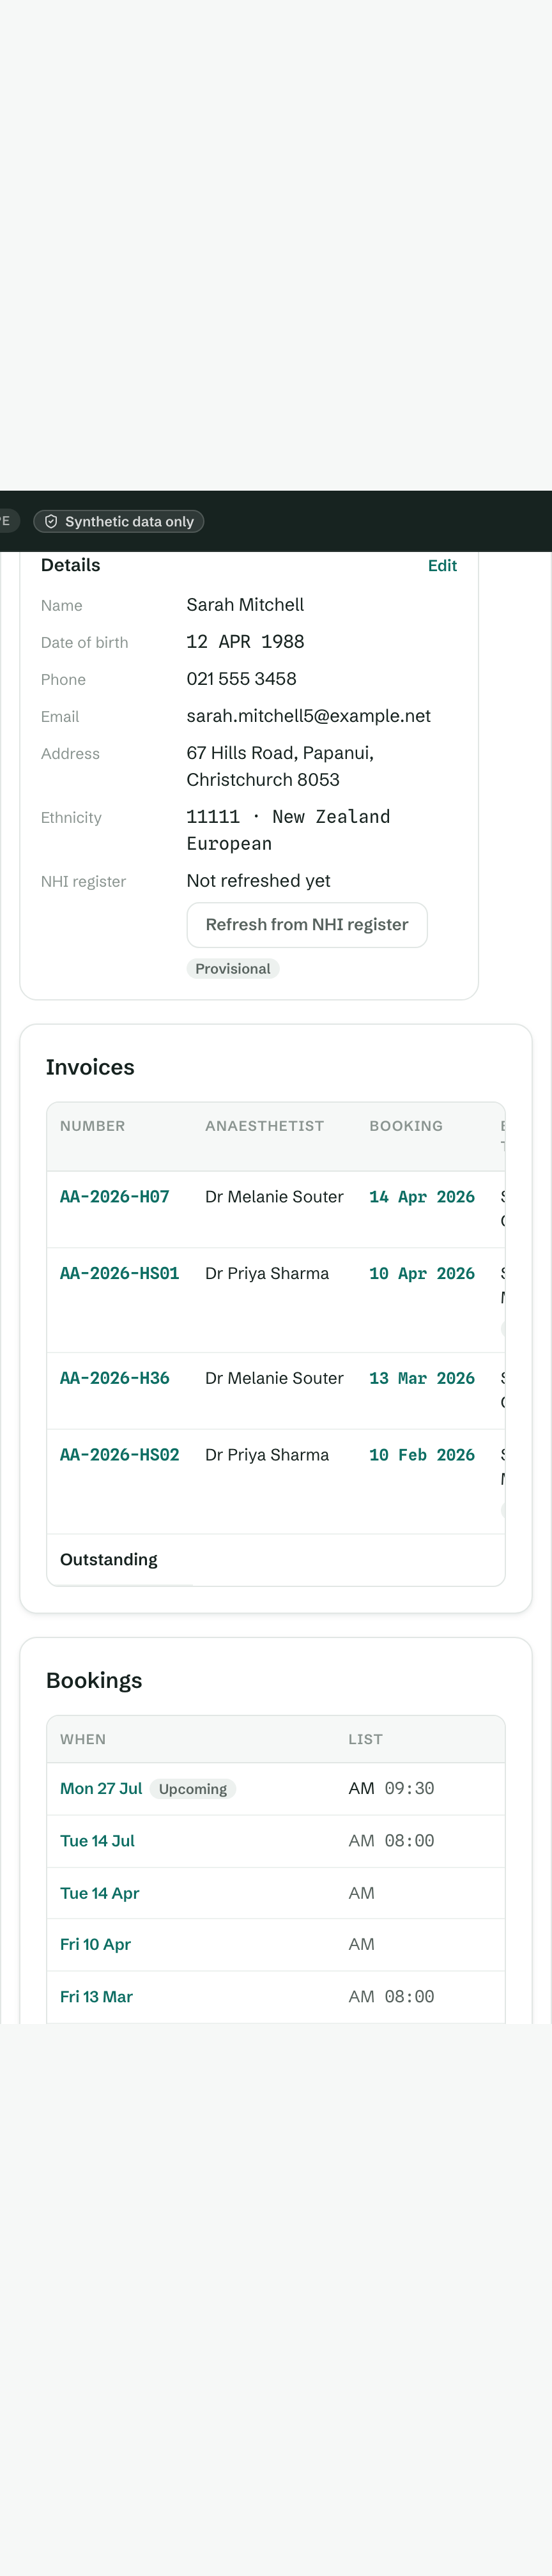 Synthetic data only
Details Edit
Name Sarah Mitchell
Date of birth 12 APR 1988
Phone 021 555 3458
Email sarah.mitchell5@example.net
Address 67 Hills Road, Papanui,
Christchurch 8053
Ethnicity 11111 · New Zealand
European
NHI register Not refreshed yet
Refresh from NHI register
Provisional
Invoices
NUMBER ANAESTHETIST BOOKING
AA-2026-H07 Dr Melanie Souter 14 Apr 2026
AA-2026-HS01 Dr Priya Sharma 10 Apr 2026
AA-2026-H36 Dr Melanie Souter 13 Mar 2026
AA-2026-HS02 Dr Priya Sharma 10 Feb 2026
Outstanding
Bookings
WHEN LIST
Mon 27 Jul Upcoming AM 09:30
Tue 14 Jul AM 08:00
Tue 14 Apr AM
Fri 10 Apr AM
Fri 13 Mar AM 08:00